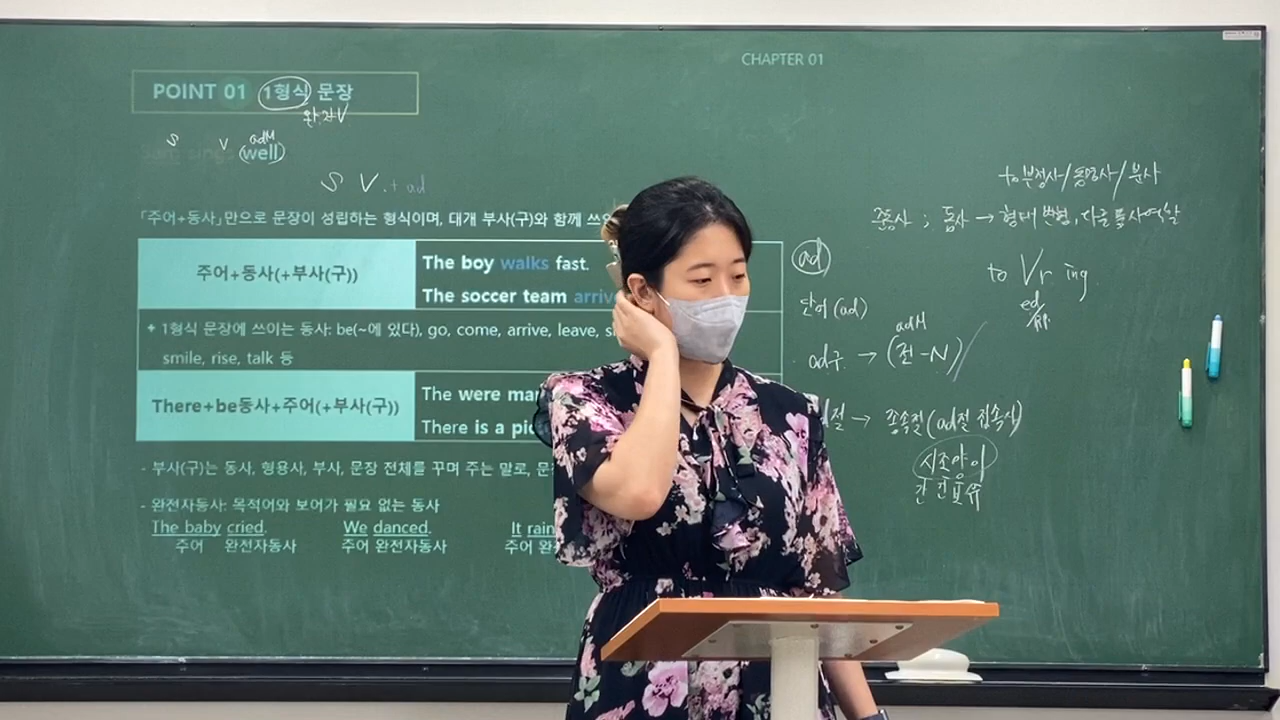 CHAPTER 01
POINT 01 1형식 문장
완전V
S V adM
well
S V.+ ad
to부정사/동명사/분사
준동사 ; 동사 → 형태 변형, 다른 품사역할
「주어+동사」만으로 문장이 성립하는 형식이며, 대개 부사(구)와 함께 쓰
주어+동사(+부사(구))
The boy walks fast.
The soccer team
ad
to Vr ing
ed/
단어 (ad)
+ 1형식 문장에 쓰이는 동사: be(~에 있다), go, come, arrive, leave,
smile, rise, talk 등
adM
ad구 → (전-N)
There+be동사+주어(+부사(구))
The were
There is a
절 → 종속절(ad절 접속사)
시조양이
- 부사(구)는 동사, 형용사, 부사, 문장 전체를 꾸며 주는 말로,
- 완전자동사: 목적어와 보어가 필요 없는 동사
The baby cried. We danced. It
주어 완전자동사 주어 완전자동사 주어